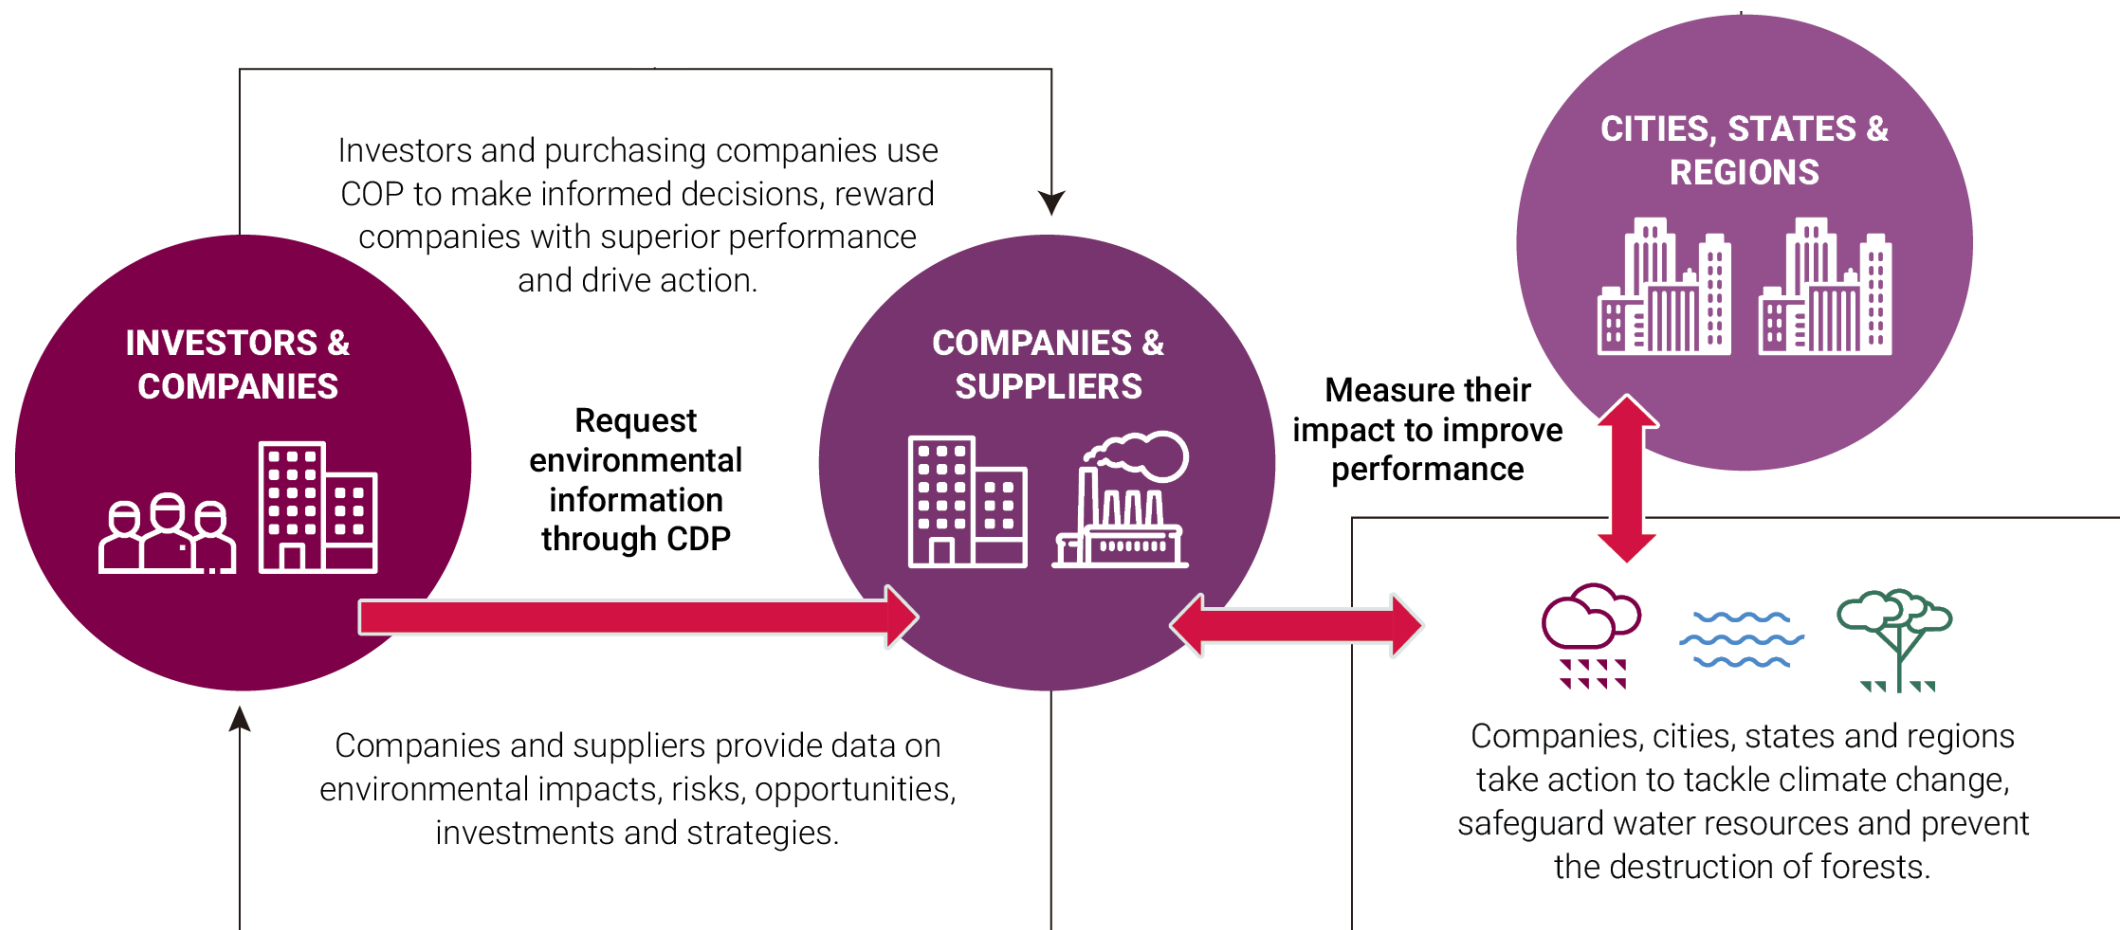 Investors and purchasing companies use
COP to make informed decisions, reward
companies with superior performance
and drive action.
INVESTORS &
COMPANIES
Request
environmental
information
through CDP
COMPANIES &
SUPPLIERS
Companies and suppliers provide data on
environmental impacts, risks, opportunities,
investments and strategies.
Measure their
impact to improve
performance
CITIES, STATES &
REGIONS
Companies, cities, states and regions
take action to tackle climate change,
safeguard water resources and prevent
the destruction of forests.